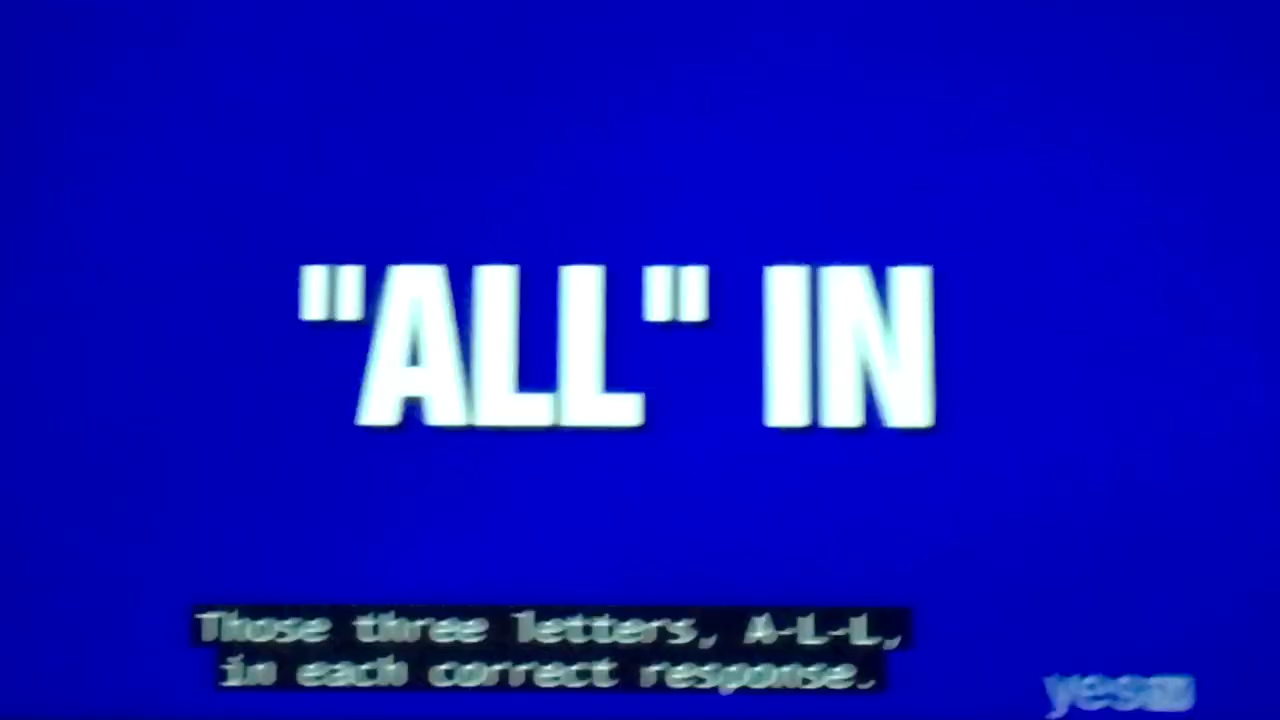 "ALL" IN
Those three letters, A-L-L,
in each correct response.